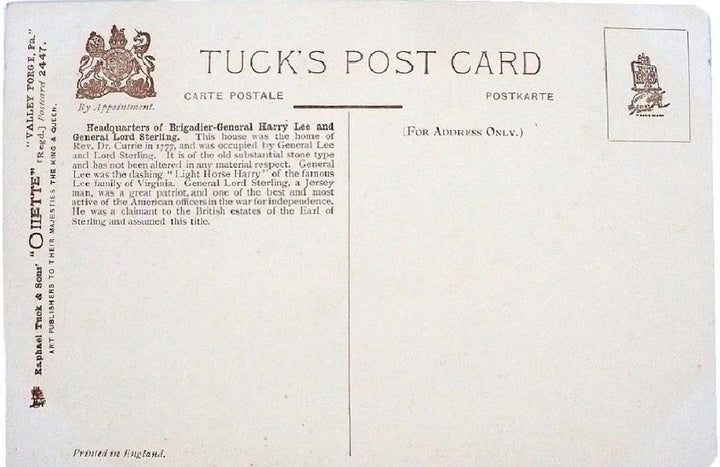 TUCK'S POST CARD
By Appointment.
CARTE POSTALE
POSTKARTE
Raphael Tuck & Sons' "OILETTE" [Regd.] Postcard 2447.
"VALLEY FORGE, Pa."
ART PUBLISHERS TO THEIR MAJESTIES THE KING & QUEEN.
Headquarters of Brigadier-General Harry Lee and
General Lord Sterling. This house was the home of
Rev. Dr. Currie in 1777, and was occupied by General Lee
and Lord Sterling. It is of the old substantial stone type
and has not been altered in any material respect. General
Lee was the dashing "Light Horse Harry" of the famous
Lee family of Virginia. General Lord Sterling, a Jersey
man, was a great patriot, and one of the best and most
active of the American officers in the war for independence.
He was a claimant to the British estates of the Earl of
Sterling and assumed this title.
(FOR ADDRESS ONLY.)
Printed in England.